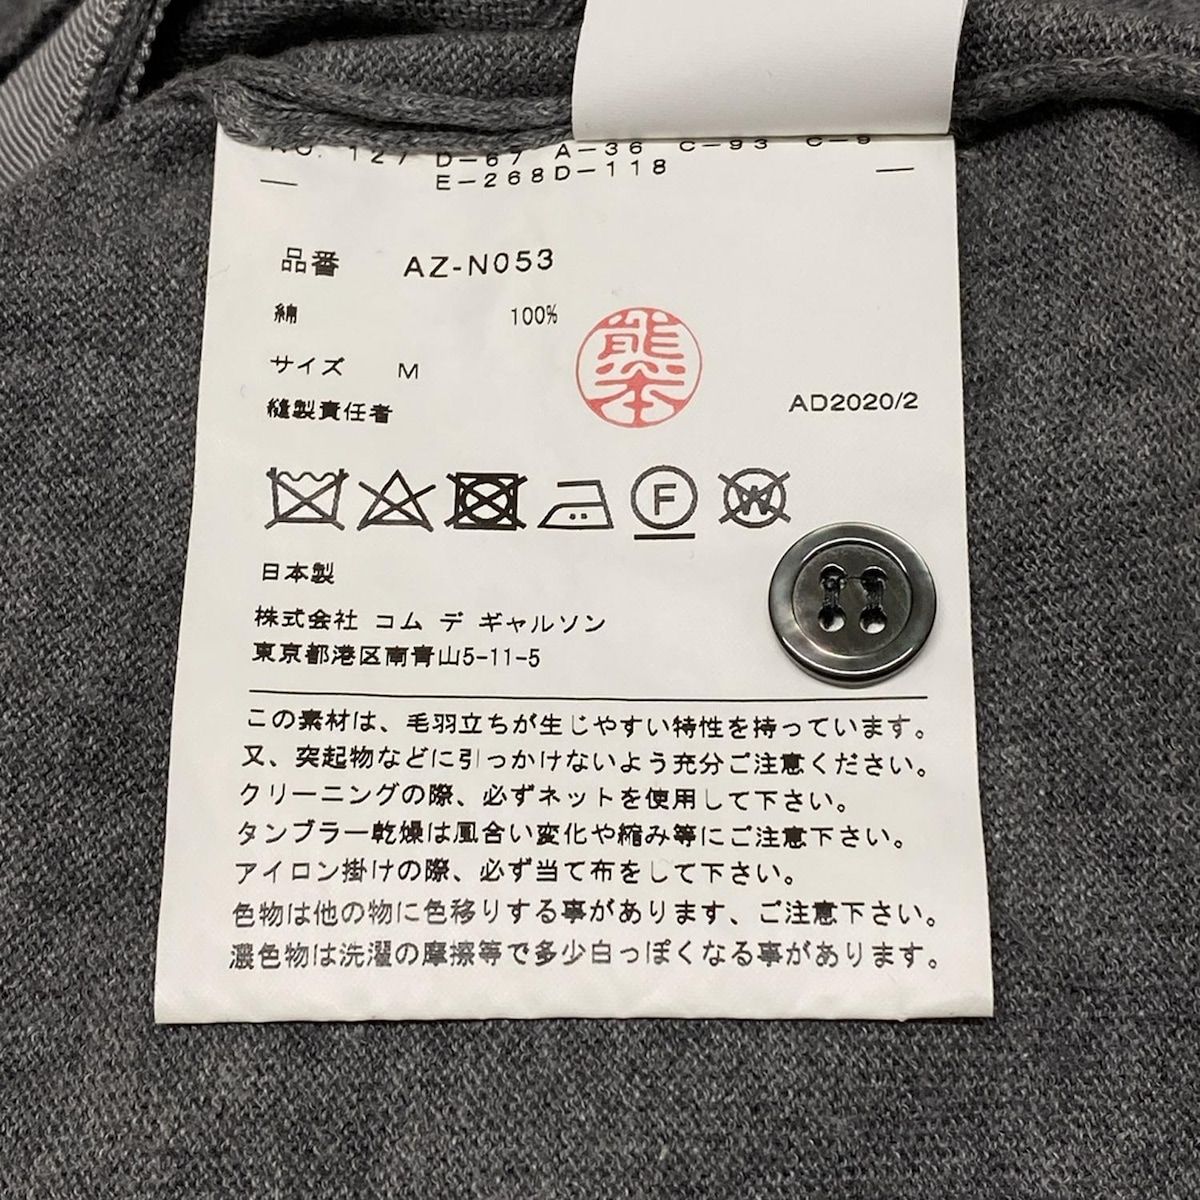 NO. 127 D-67 A-36 C-93 C-9
E-268D-118
品番 AZ-N053
綿 100%
サイズ M
縫製責任者
熊本
AD2020/2
F
W
日本製
株式会社 コム デ ギャルソン
東京都港区南青山5-11-5
この素材は、毛羽立ちが生じやすい特性を持っています。
又、突起物などに引っかけないよう充分ご注意ください。
クリーニングの際、必ずネットを使用して下さい。
タンブラー乾燥は風合い変化や縮み等にご注意下さい。
アイロン掛けの際、必ず当て布をして下さい。
色物は他の物に色移りする事があります、ご注意下さい。
濃色物は洗濯の摩擦等で多少白っぽくなる事があります。